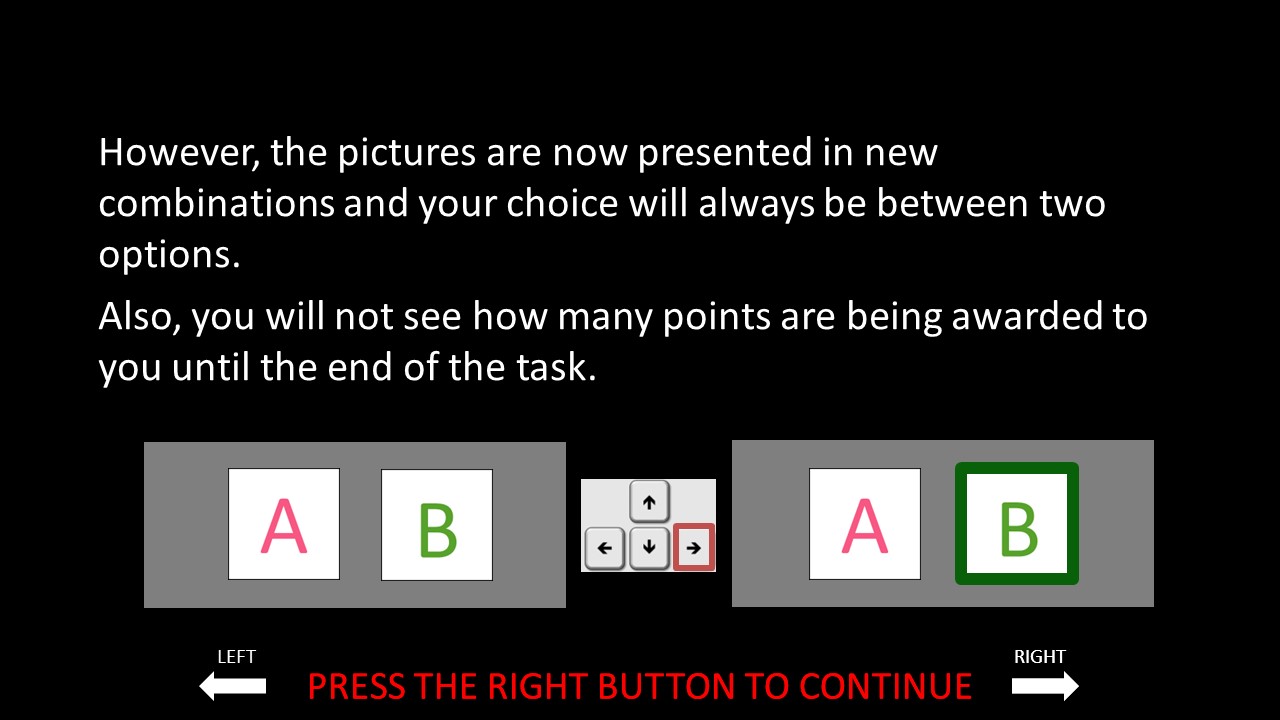 However, the pictures are now presented in new
combinations and your choice will always be between two
options.
Also, you will not see how many points are being awarded to
you until the end of the task.
A B A B
LEFT RIGHT
PRESS THE RIGHT BUTTON TO CONTINUE